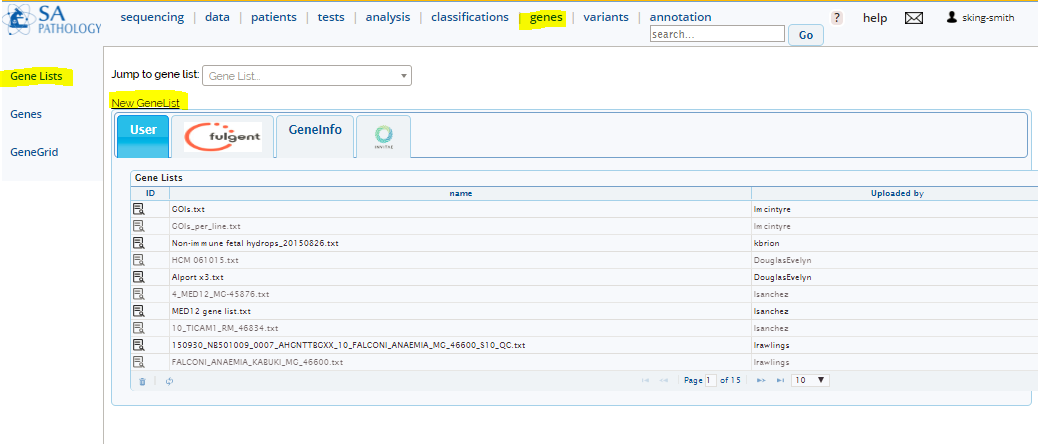 SA PATHOLOGY
sequencing | data | patients | tests | analysis | classifications | genes | variants | annotation
? help sking-smith
search... Go
Gene Lists
Genes
GeneGrid
Jump to gene list: Gene List...
New GeneList
User fulgent GeneInfo INVITAE
Gene Lists
ID name Uploaded by
GOIs.txt lmcintyre
GOIs_per_line.txt lmcintyre
Non-immune fetal hydrops_20150826.txt kbrion
HCM 061015.txt DouglasEvelyn
Alport x3.txt DouglasEvelyn
4_MED12_MG-45876.txt lsanchez
MED12 gene list.txt lsanchez
10_TICAM1_RM_46834.txt lsanchez
150930_NB501009_0007_AHGNTTBGXX_10_FALCONI_ANAEMIA_MG_46600_S10_QC.txt lrawlings
FALCONI_ANAEMIA_KABUKI_MG_46600.txt lrawlings
Page 1 of 15 10